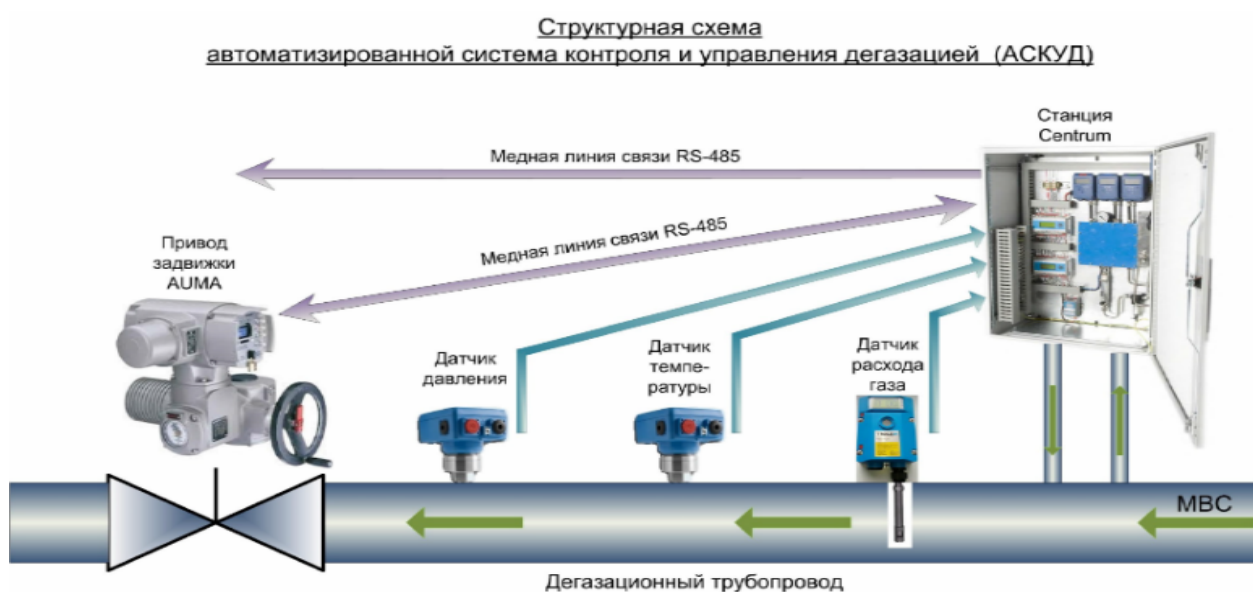 Структурная схема
автоматизированной система контроля и управления дегазацией (АСКУД)
Станция
Centrum
Медная линия связи RS-485
Медная линия связи RS-485
Привод
задвижки
AUMA
Датчик
давления
Датчик
темпе-
ратуры
Датчик
расхода
газа
МВС
Дегазационный трубопровод